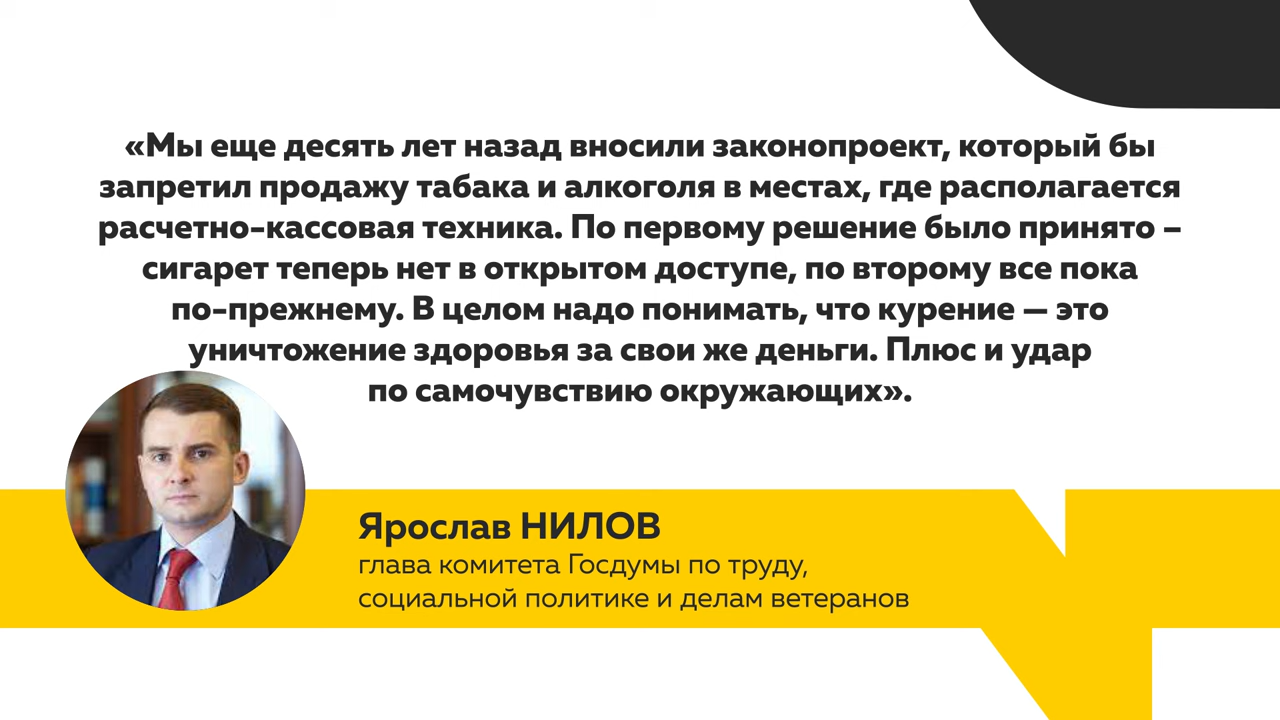 «Мы еще десять лет назад вносили законопроект, который бы
запретил продажу табака и алкоголя в местах, где располагается
расчетно-кассовая техника. По первому решение было принято –
сигарет теперь нет в открытом доступе, по второму все пока
по-прежнему. В целом надо понимать, что курение — это
уничтожение здоровья за свои же деньги. Плюс и удар
по самочувствию окружающих».
Ярослав НИЛОВ
глава комитета Госдумы по труду,
социальной политике и делам ветеранов